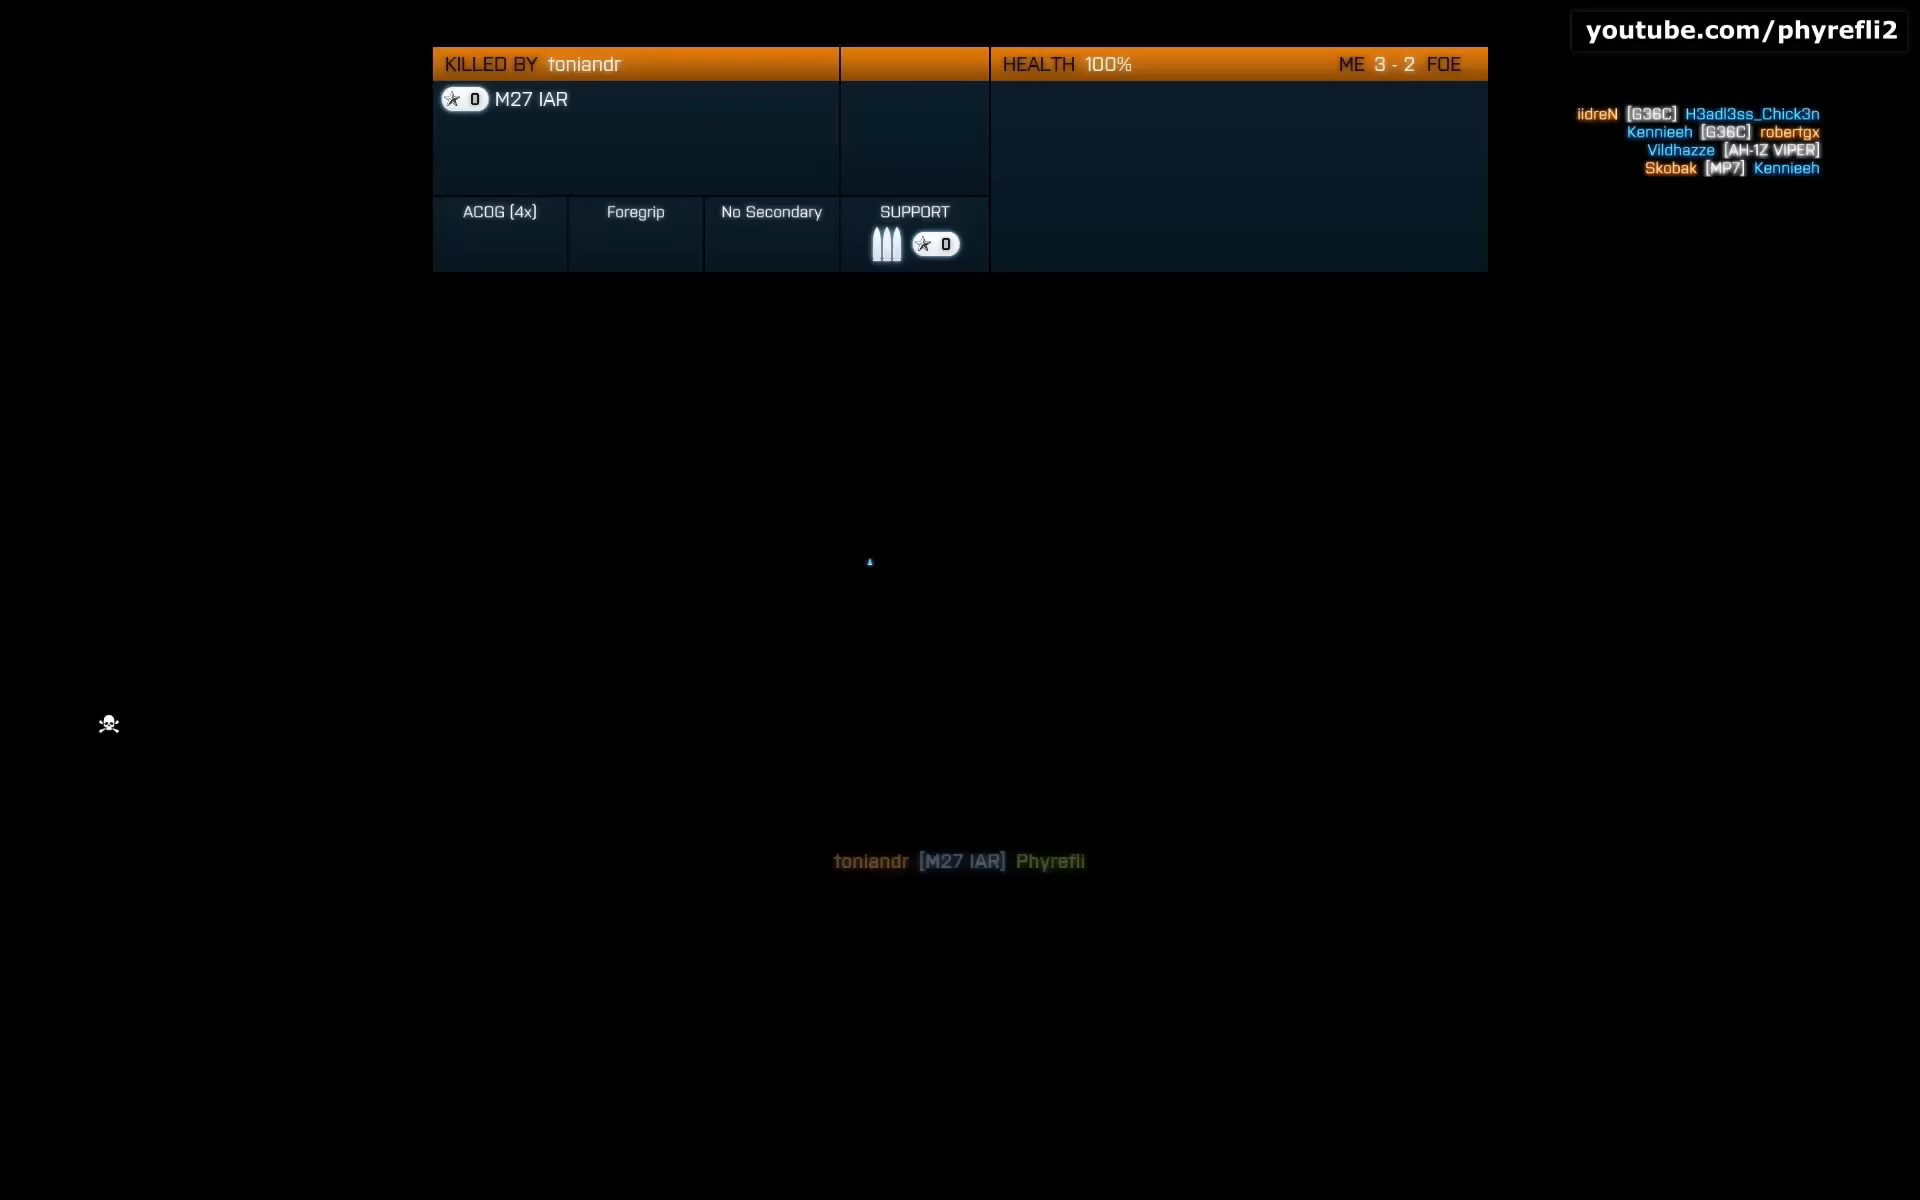 youtube.com/phyrefli2
KILLED BY toniandr
HEALTH 100%
ME 3 - 2 FOE
0 M27 IAR
iidreN [G36C] H3adl3ss_Chick3n
Kennieeh [G36C] robertgx
Vildhazze [AH-1Z VIPER]
Skobak [MP7] Kennieeh
ACOG (4x)
Foregrip
No Secondary
SUPPORT
0
toniandr [M27 IAR] Phyrefli